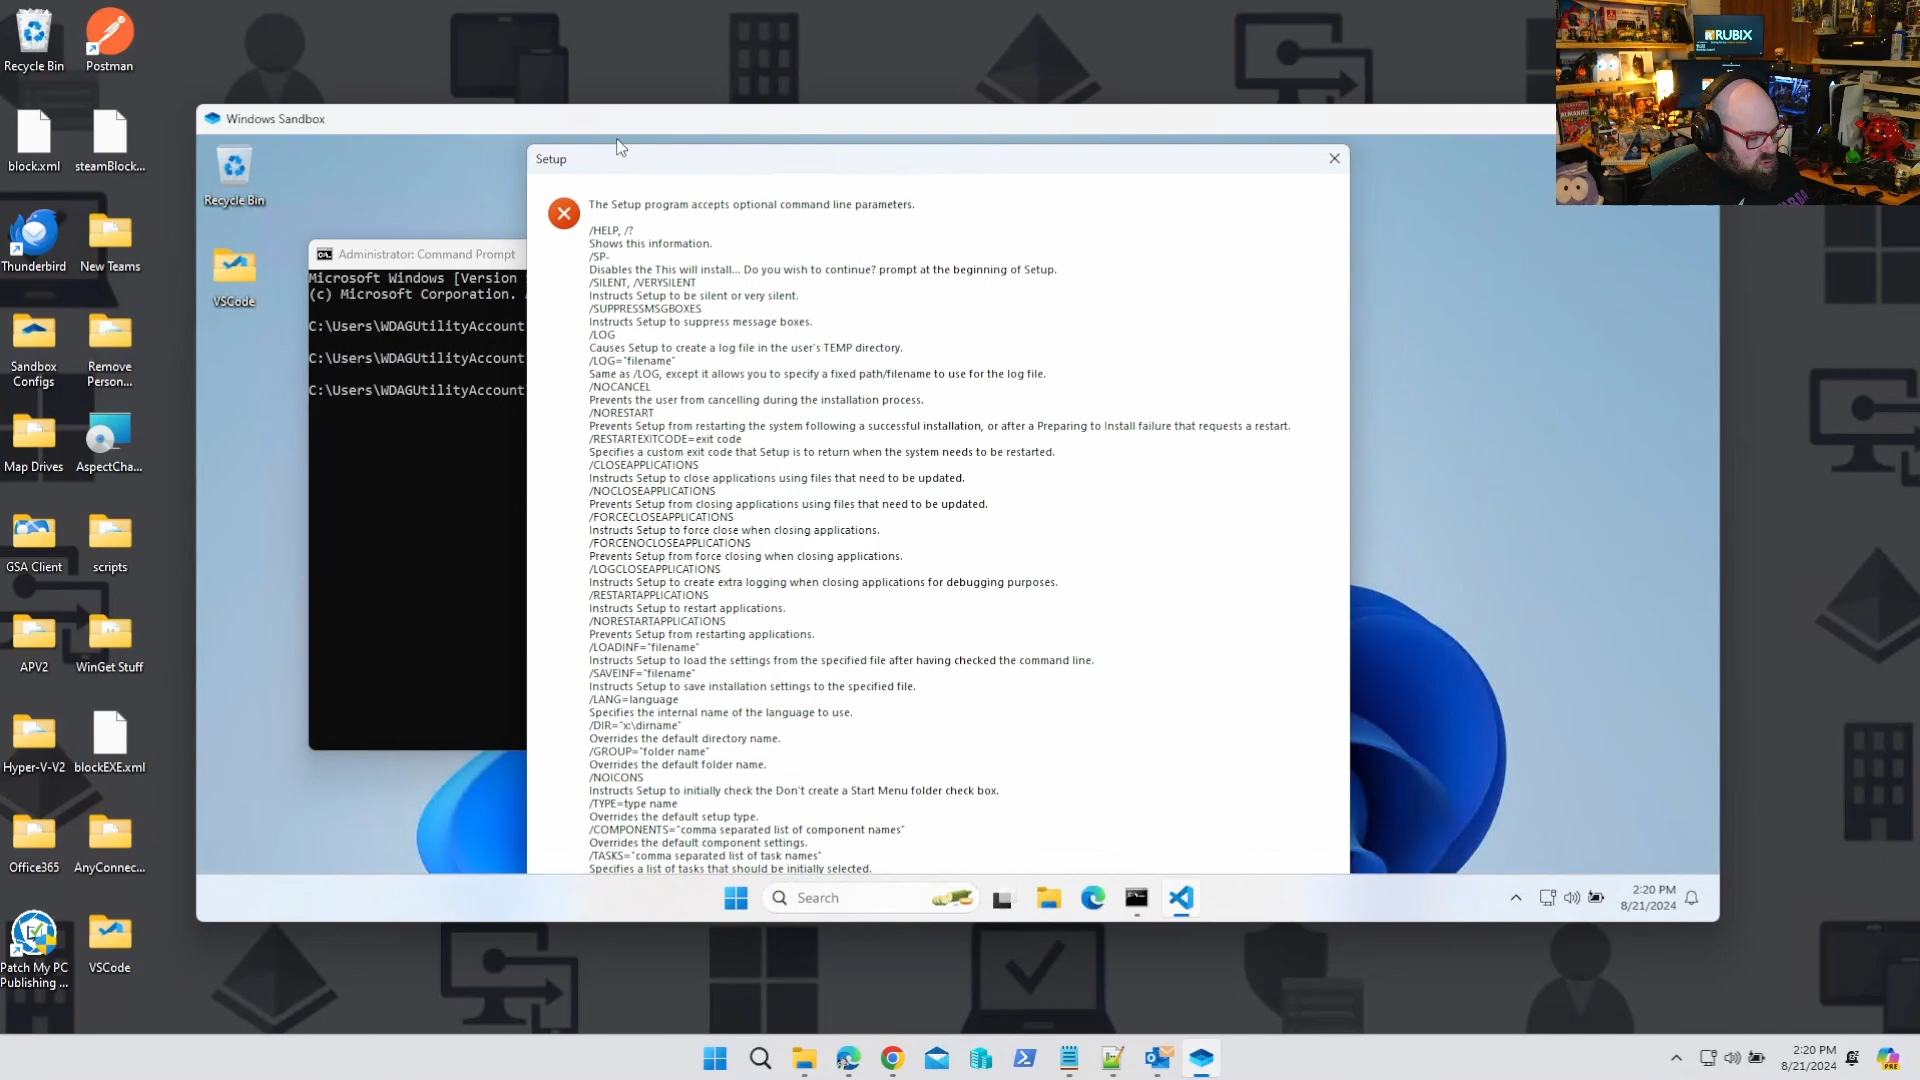 Recycle Bin
Postman
block.xml
steamBlock...
Thunderbird
New Teams
Sandbox
Configs
Remove
Person...
Map Drives
AspectCha...
GSA Client
scripts
APV2
WinGet Stuff
Hyper-V-V2
blockEXE.xml
Office365
AnyConnec...
Patch My PC
Publishing ...
VSCode
Windows Sandbox
Recycle Bin
VSCode
Administrator: Command Prompt
Microsoft Windows [Version
(c) Microsoft Corporation.
C:\Users\WDAGUtilityAccount
C:\Users\WDAGUtilityAccount
C:\Users\WDAGUtilityAccount
Setup
The Setup program accepts optional command line parameters.
/HELP, /?
Shows this information.
/SP-
Disables the This will install... Do you wish to continue? prompt at the beginning of Setup.
/SILENT, /VERYSILENT
Instructs Setup to be silent or very silent.
/SUPPRESSMSGBOXES
Instructs Setup to suppress message boxes.
/LOG
Causes Setup to create a log file in the user's TEMP directory.
/LOG="filename"
Same as /LOG, except it allows you to specify a fixed path/filename to use for the log file.
/NOCANCEL
Prevents the user from cancelling during the installation process.
/NORESTART
Prevents Setup from restarting the system following a successful installation, or after a Preparing to Install failure that requests a restart.
/RESTARTEXITCODE=exit code
Specifies a custom exit code that Setup is to return when the system needs to be restarted.
/CLOSEAPPLICATIONS
Instructs Setup to close applications using files that need to be updated.
/NOCLOSEAPPLICATIONS
Prevents Setup from closing applications using files that need to be updated.
/FORCECLOSEAPPLICATIONS
Instructs Setup to force close when closing applications.
/FORCENOCLOSEAPPLICATIONS
Prevents Setup from force closing when closing applications.
/LOGCLOSEAPPLICATIONS
Instructs Setup to create extra logging when closing applications for debugging purposes.
/RESTARTAPPLICATIONS
Instructs Setup to restart applications.
/NORESTARTAPPLICATIONS
Prevents Setup from restarting applications.
/LOADINF="filename"
Instructs Setup to load the settings from the specified file after having checked the command line.
/SAVEINF="filename"
Instructs Setup to save installation settings to the specified file.
/LANG=language
Specifies the internal name of the language to use.
/DIR="x:\dirname"
Overrides the default directory name.
/GROUP="folder name"
Overrides the default folder name.
/NOICONS
Instructs Setup to initially check the Don't create a Start Menu folder check box.
/TYPE=type name
Overrides the default setup type.
/COMPONENTS="comma separated list of component names"
Overrides the default component settings.
/TASKS="comma separated list of task names"
Specifies a list of tasks that should be initially selected.
Search
2:20 PM
8/21/2024
RUBIX
2:20 PM
8/21/2024
PRE